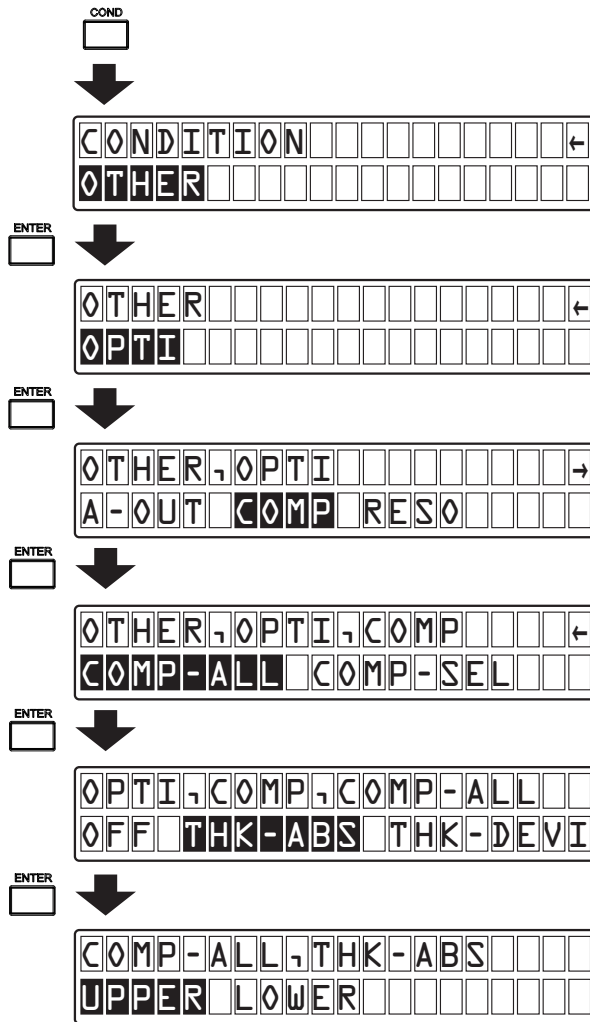 COND
CONDITION ←
OTHER
ENTER
OTHER ←
OPTI
ENTER
OTHER¬OPTI →
A-OUT COMP RESO
ENTER
OTHER¬OPTI¬COMP ←
COMP-ALL COMP-SEL
ENTER
OPTI¬COMP¬COMP-ALL
OFF THK-ABS THK-DEVI
ENTER
COMP-ALL¬THK-ABS
UPPER LOWER